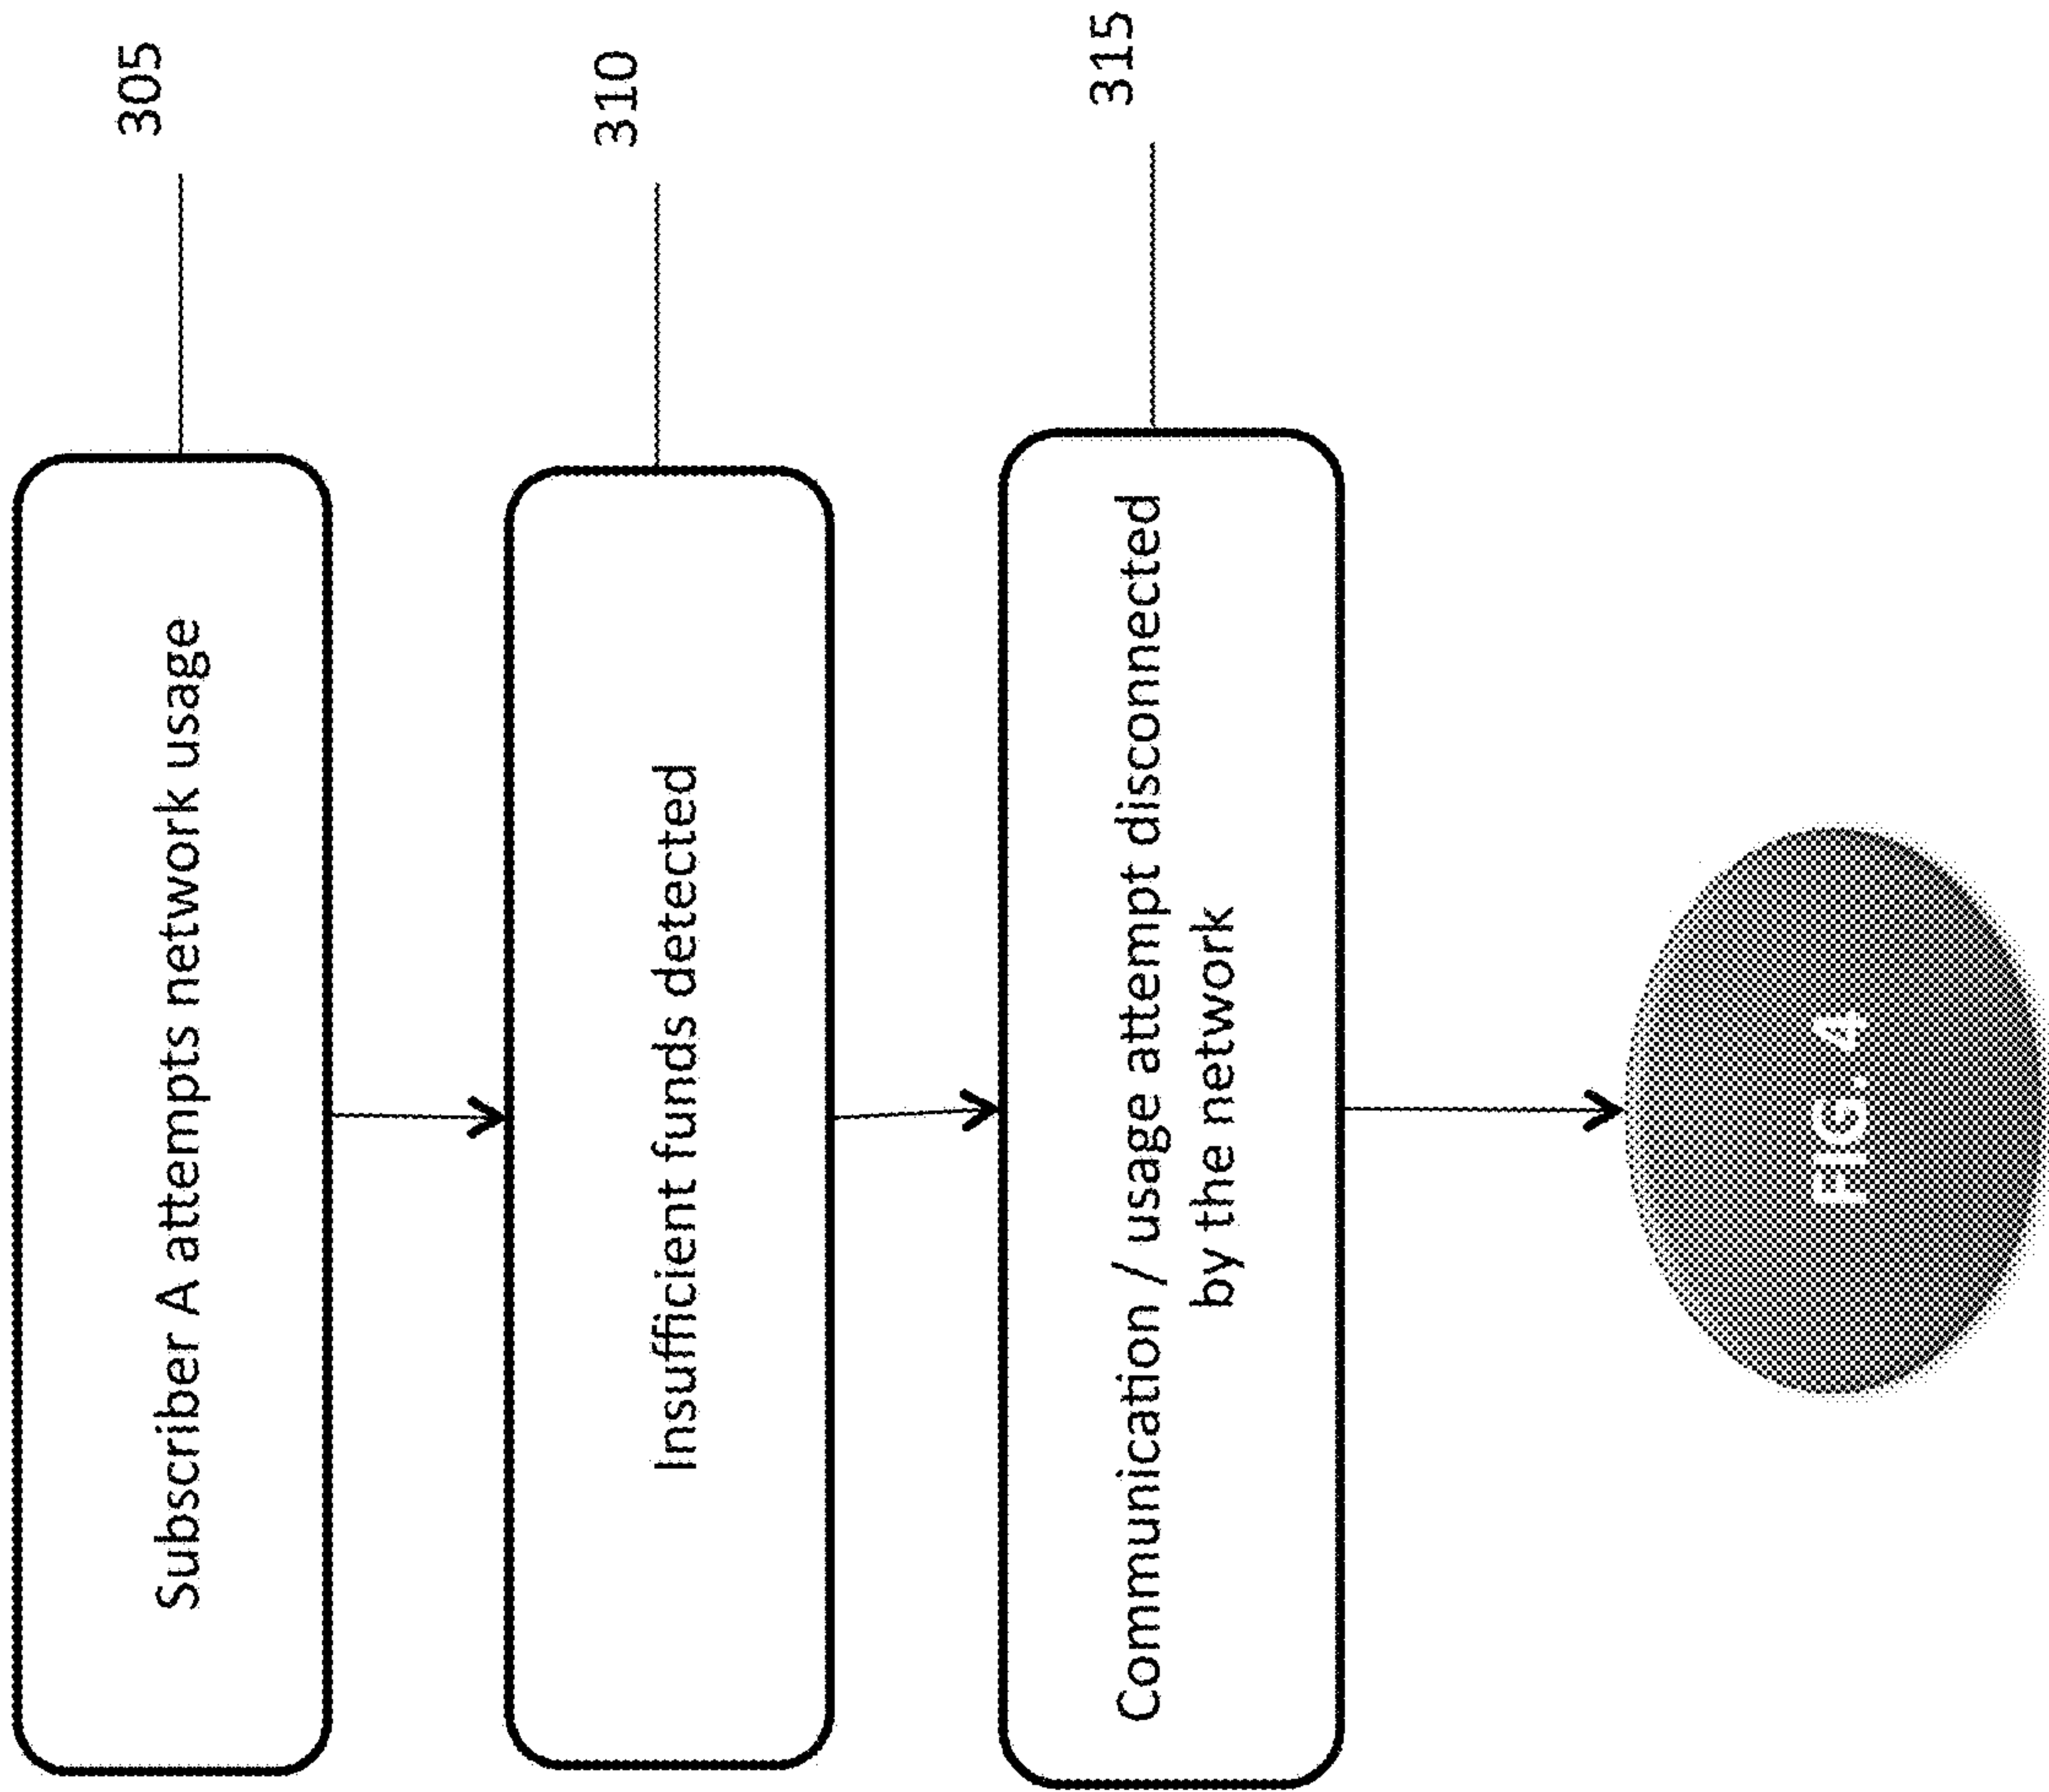 Subscriber A attempts network usage
305
Insufficient funds detected
310
Communication / usage attempt disconnected
by the network
315
FIG. 4